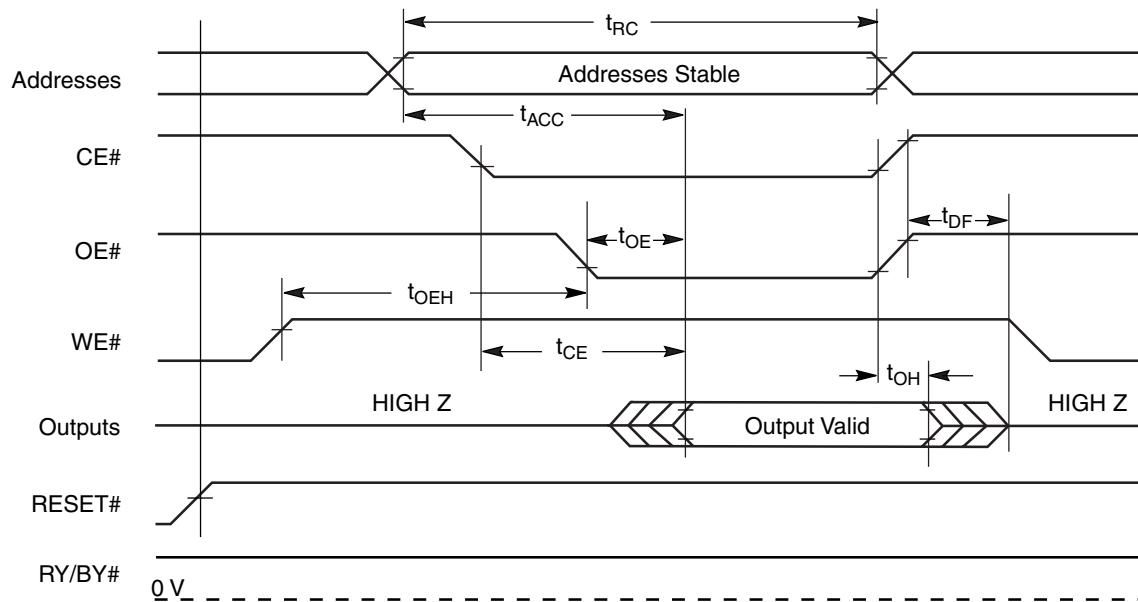 tRC
Addresses
Addresses Stable
tACC
CE#
tDF
tOE
OE#
tOEH
WE#
tCE
tOH
HIGH Z
HIGH Z
Outputs
Output Valid
RESET#
RY/BY#
0 V